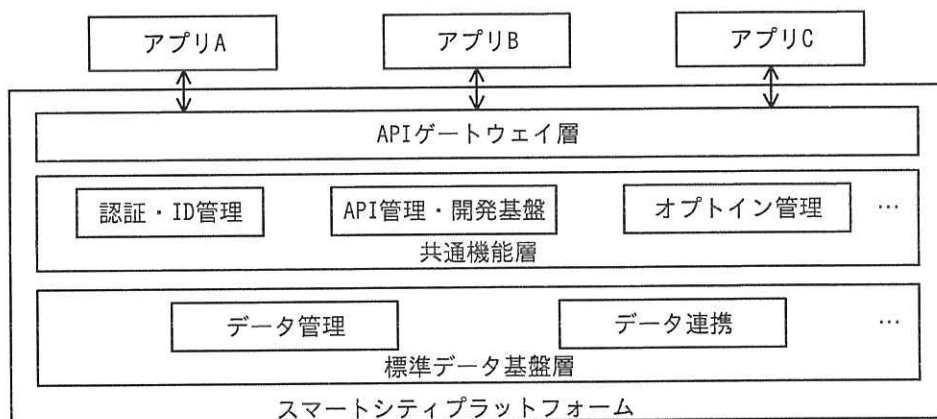 アプリA
アプリB
アプリC
APIゲートウェイ層
認証・ID管理
API管理・開発基盤
オプトイン管理
…
共通機能層
データ管理
データ連携
…
標準データ基盤層
スマートシティプラットフォーム